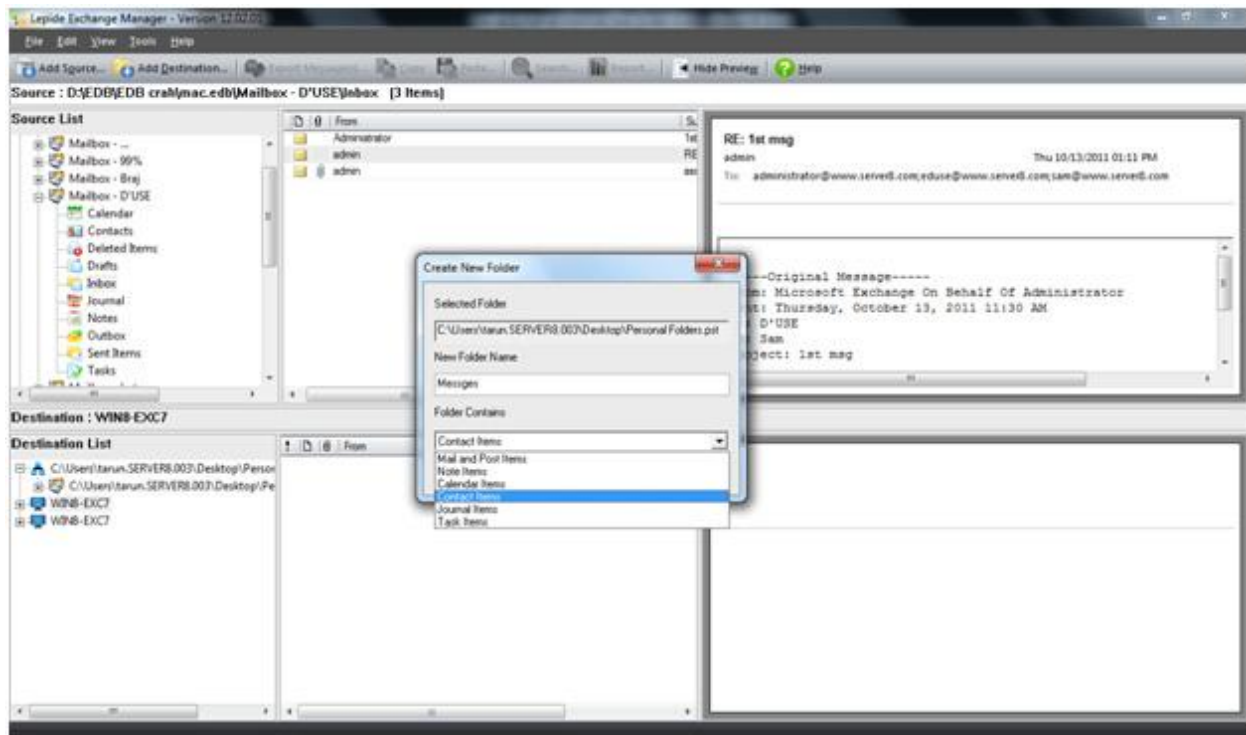 Lepide Exchange Manager - Version 12.02.01
File Edit View Tools Help
Add Source... Add Destination... Hide Preview Help
Source : D:\EDB\EDB crah\mac.edb\Mailbox - D'USE\Inbox [3 Items]
Source List
Mailbox - ...
Mailbox - 99%
Mailbox - Braj
Mailbox - D'USE
Calendar
Contacts
Deleted Items
Drafts
Inbox
Journal
Notes
Outbox
Sent Items
Tasks
From
Administrator 1st
admin RE
admin
RE: 1st msg
admin Thu 10/13/2011 01:11 PM
To: administrator@www.server8.com;eduse@www.server8.com;sam@www.server8.com
-----Original Message-----
Microsoft Exchange On Behalf Of Administrator
Thursday, October 13, 2011 11:30 AM
D'USE
Sam
1st msg
Create New Folder
Selected Folder
C:\Users\tarun.SERVER8.003\Desktop\Personal Folders.pst
New Folder Name
Messges
Folder Contains
Contact Items
Mail and Post Items
Note Items
Calendar Items
Contact Items
Journal Items
Task Items
Destination : WIN8-EXC7
Destination List
C:\Users\tarun.SERVER8.003\Desktop\Person
C:\Users\tarun.SERVER8.003\Desktop\Pe
WIN8-EXC7
WIN8-EXC7
From